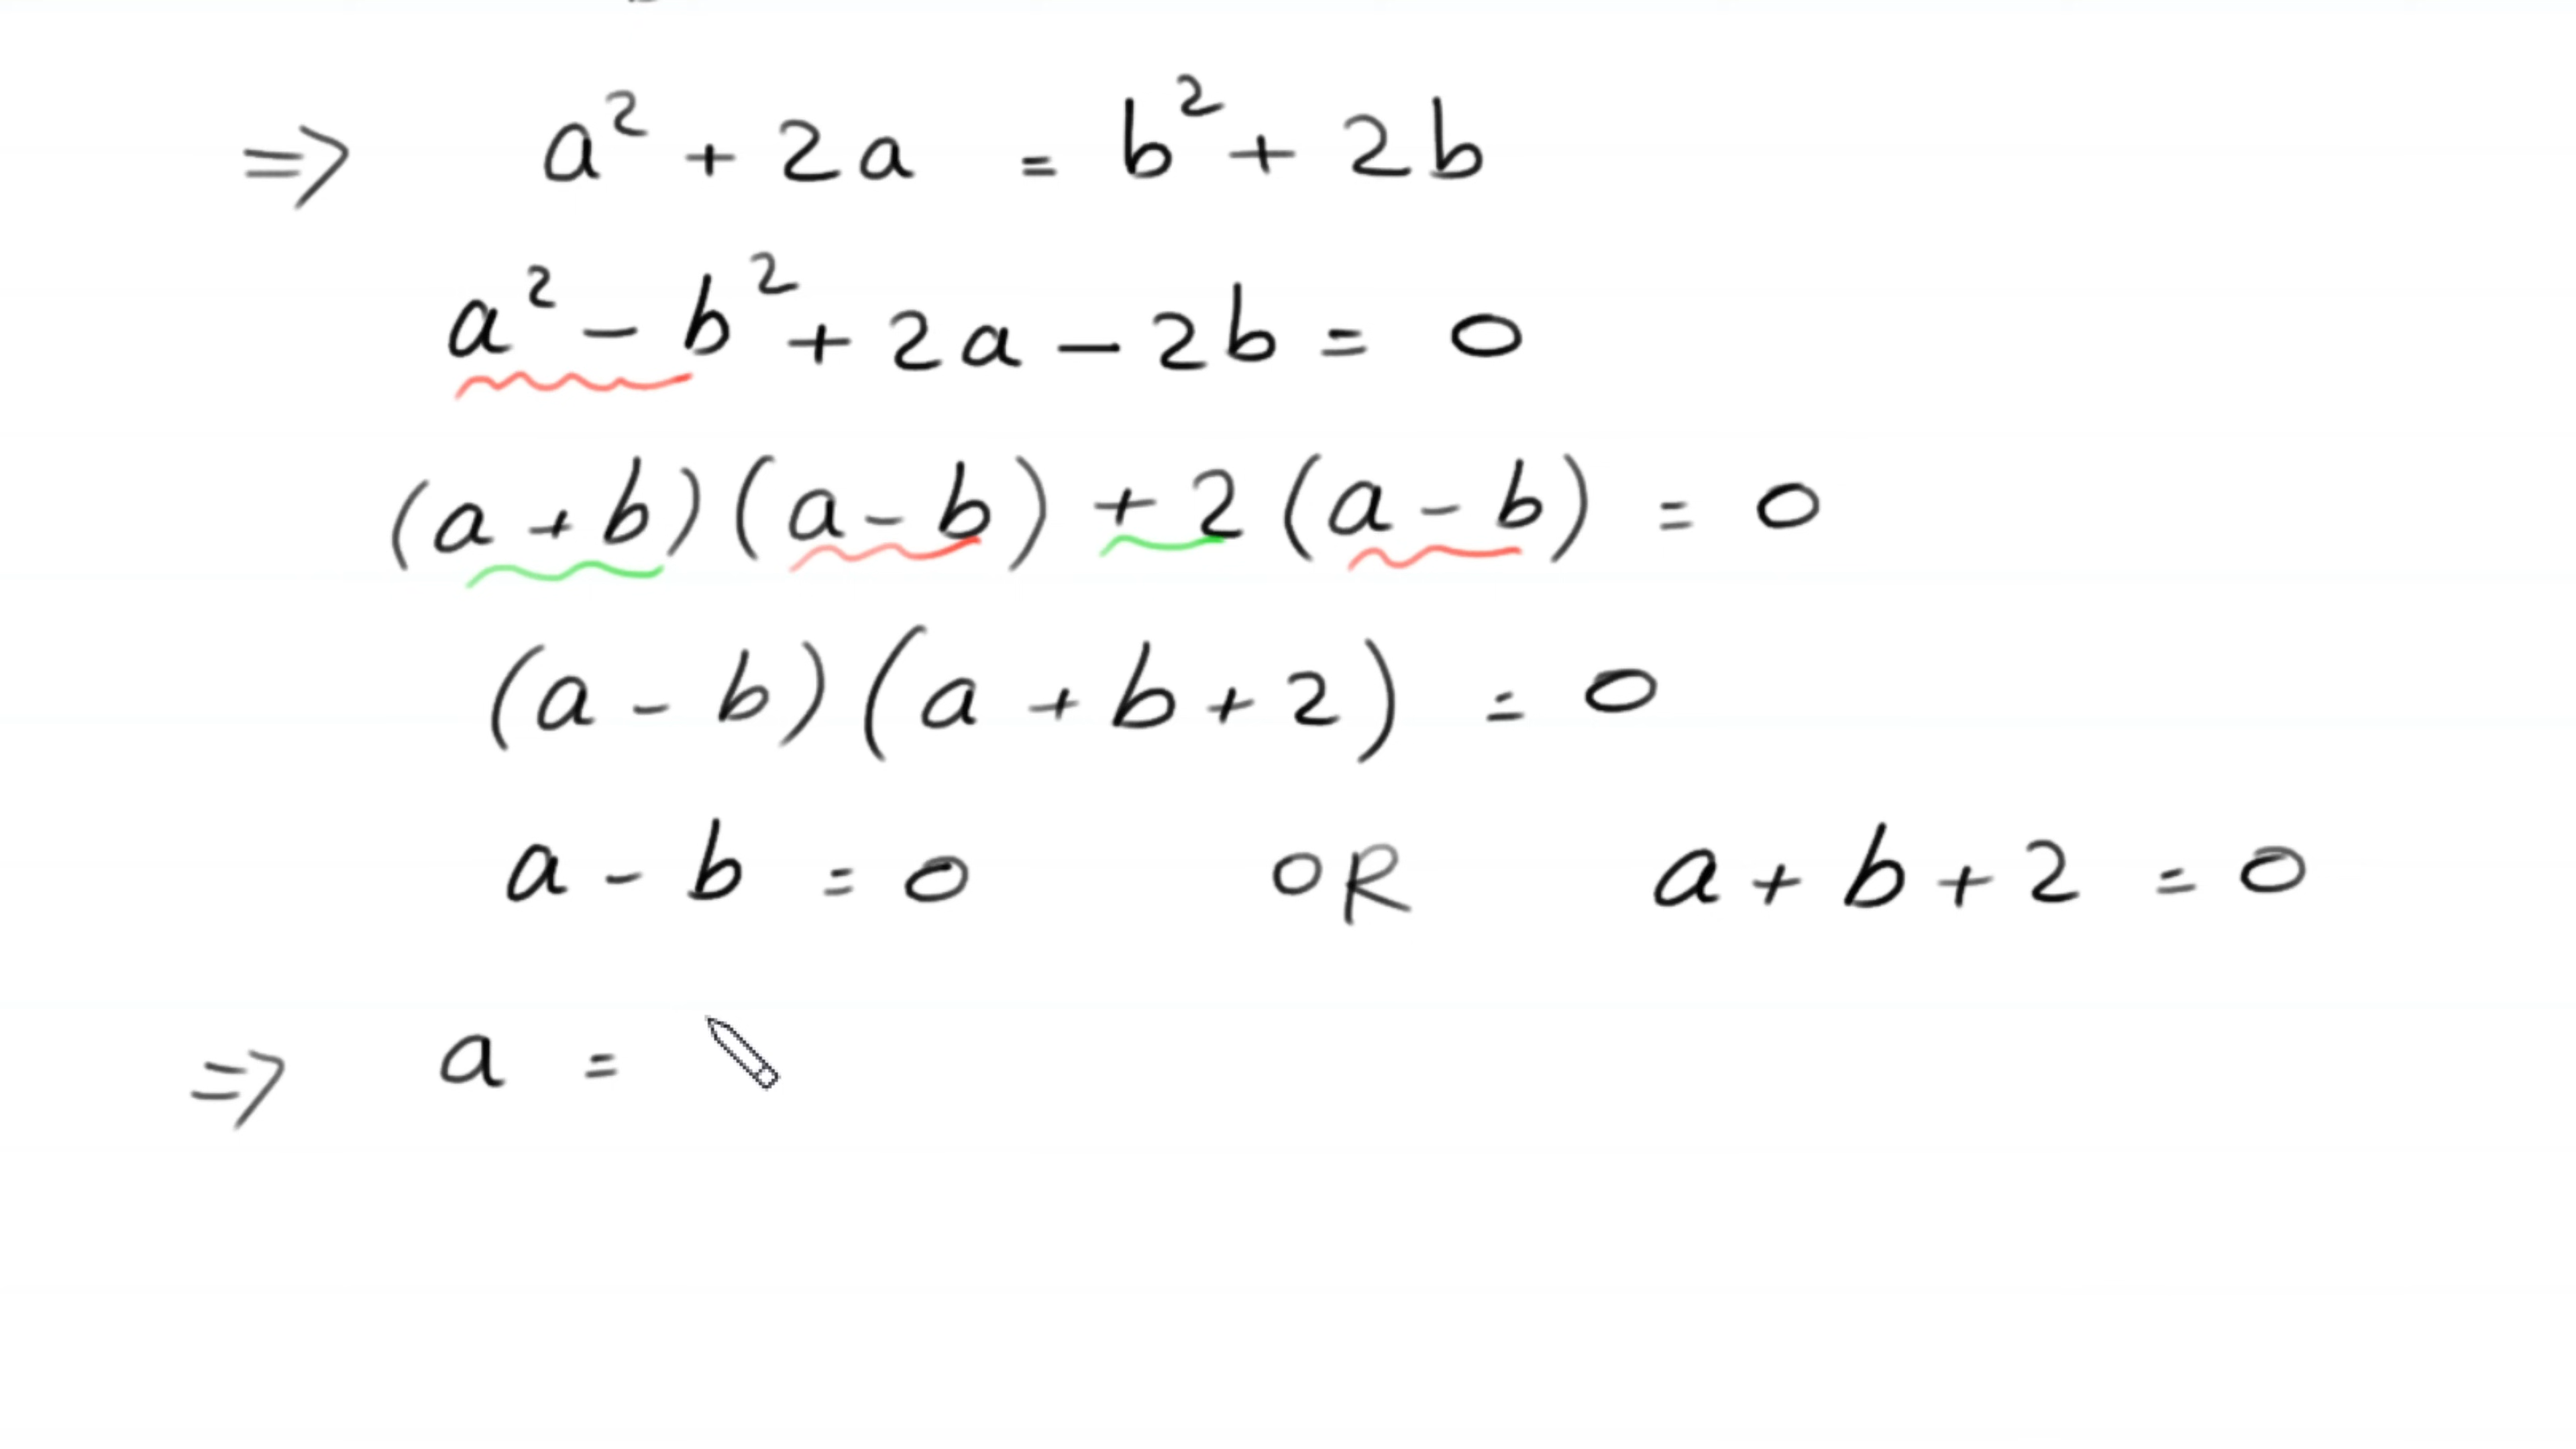 ⇒ a² + 2a = b² + 2b
a² - b² + 2a - 2b = 0
(a + b)(a - b) + 2(a - b) = 0
(a - b)(a + b + 2) = 0
a - b = 0 OR a + b + 2 = 0
⇒ a =